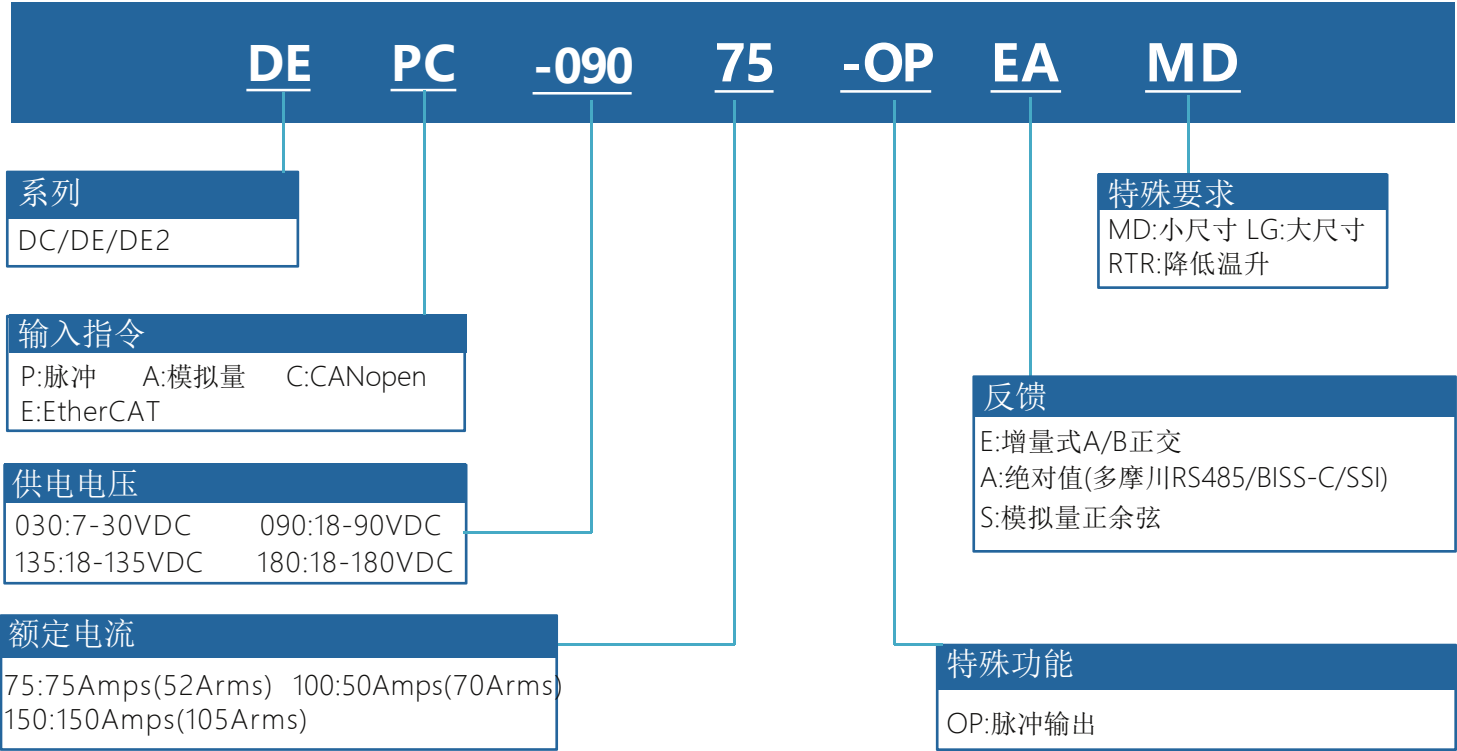 DE PC -090 75 -OP EA MD
系列
DC/DE/DE2
特殊要求
MD:小尺寸 LG:大尺寸
RTR:降低温升
输入指令
P:脉冲 A:模拟量 C:CANopen
E:EtherCAT
反馈
E:增量式A/B正交
A:绝对值(多摩川RS485/BISS-C/SSI)
S:模拟量正余弦
供电电压
030:7-30VDC 090:18-90VDC
135:18-135VDC 180:18-180VDC
额定电流
75:75Amps(52Arms) 100:50Amps(70Arms)
150:150Amps(105Arms)
特殊功能
OP:脉冲输出